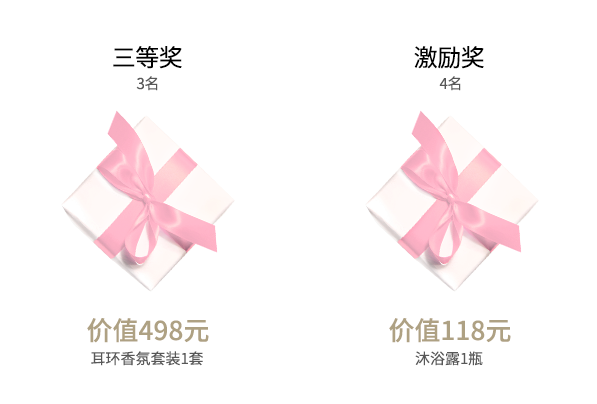 三等奖
3名
价值498元
耳环香氛套装1套
激励奖
4名
价值118元
沐浴露1瓶